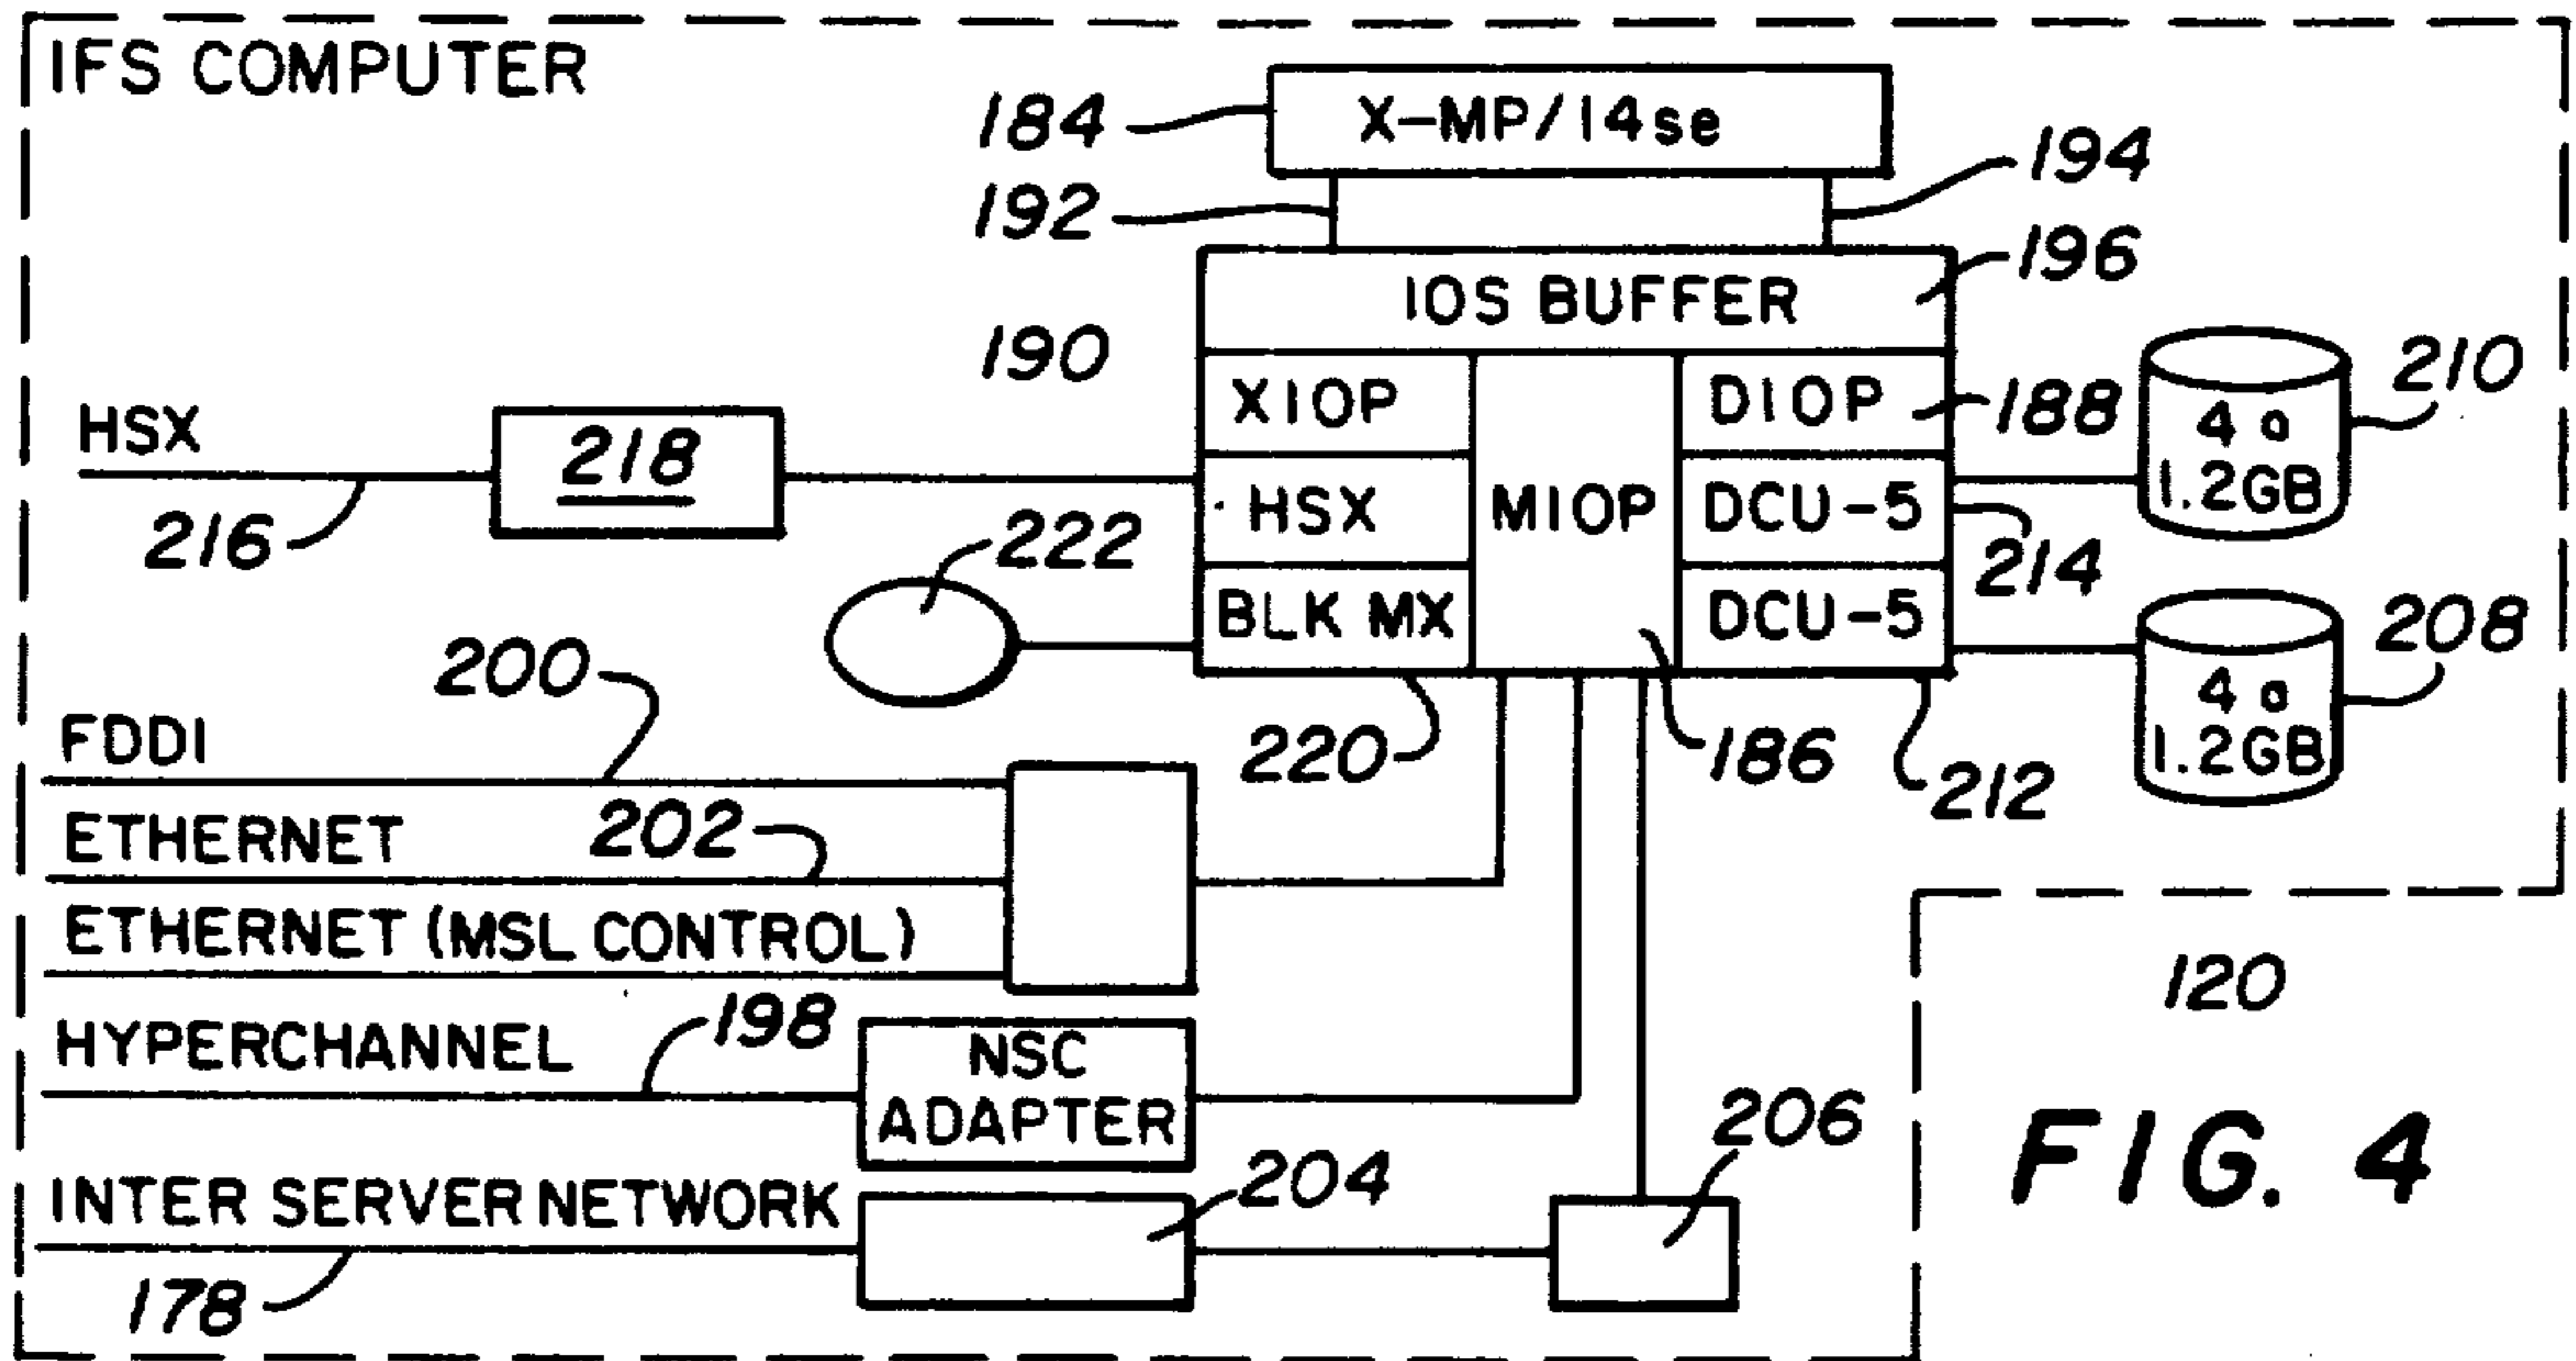 IFS COMPUTER
184
X-MP/14se
194
192
196
IOS BUFFER
190
XIOP
DIOP
188
210
4 a
1.2GB
HSX
216
218
HSX
MIOP
DCU-5
214
222
BLK MX
DCU-5
208
4 a
1.2GB
200
220
186
212
FDDI
ETHERNET
202
ETHERNET (MSL CONTROL)
120
HYPERCHANNEL
198
NSC
ADAPTER
206
FIG. 4
INTER SERVER NETWORK
204
178